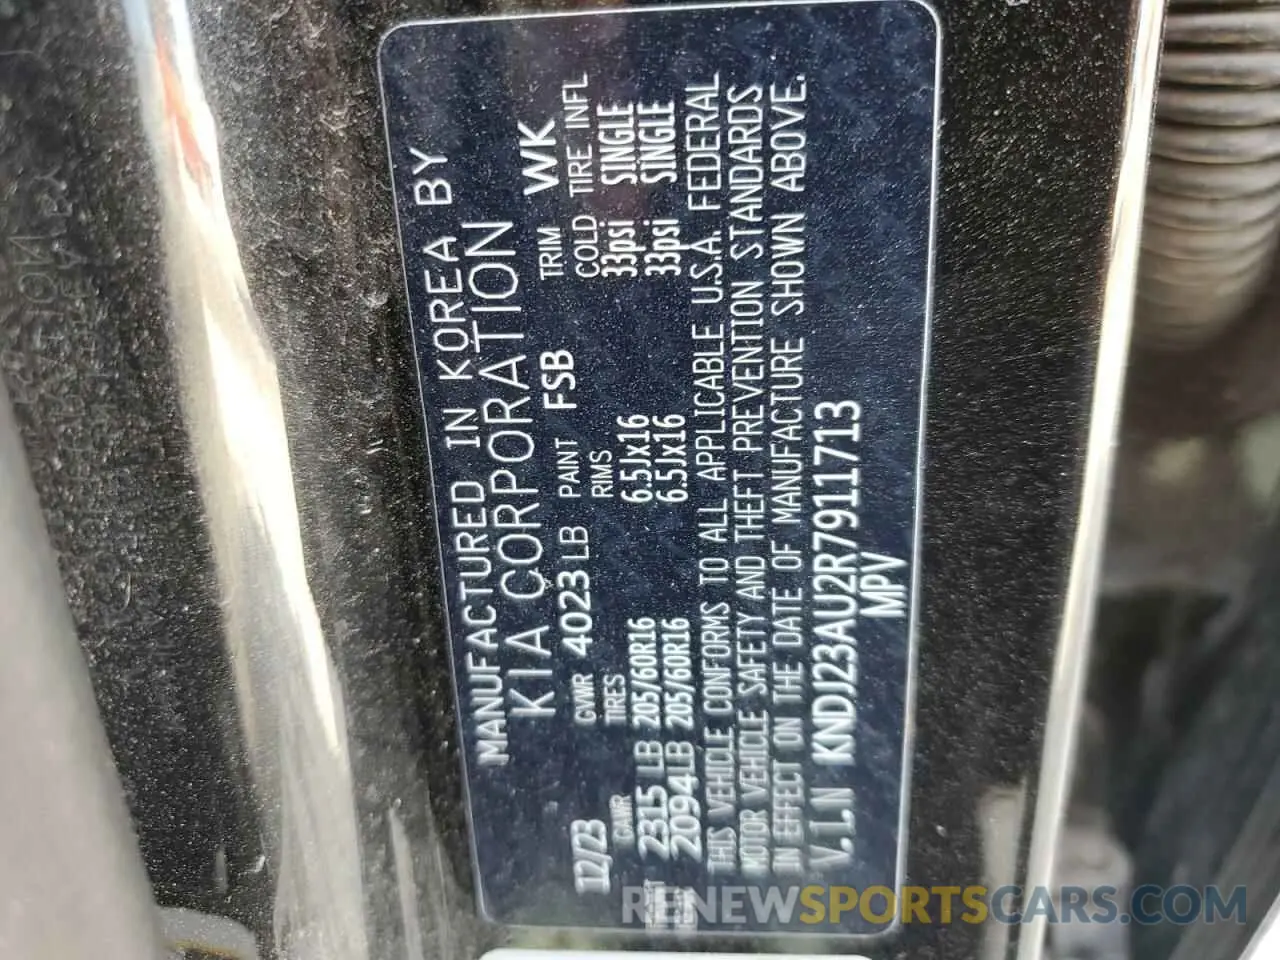 MANUFACTURED IN KOREA BY
KIA CORPORATION
12/23 GVWR 4023 LB PAINT FSB TRIM WK
GAWR TIRES RIMS COLD TIRE INFL
2315 LB 205/60R16 6.5Jx16 33psi SINGLE
2094 LB 205/60R16 6.5Jx16 33psi SINGLE
THIS VEHICLE CONFORMS TO ALL APPLICABLE U.S.A. FEDERAL
MOTOR VEHICLE SAFETY AND THEFT PREVENTION STANDARDS
IN EFFECT ON THE DATE OF MANUFACTURE SHOWN ABOVE.
V.I.N KNDJ23AU2R7911713
MPV
RENEWSPORTSCARS.COM